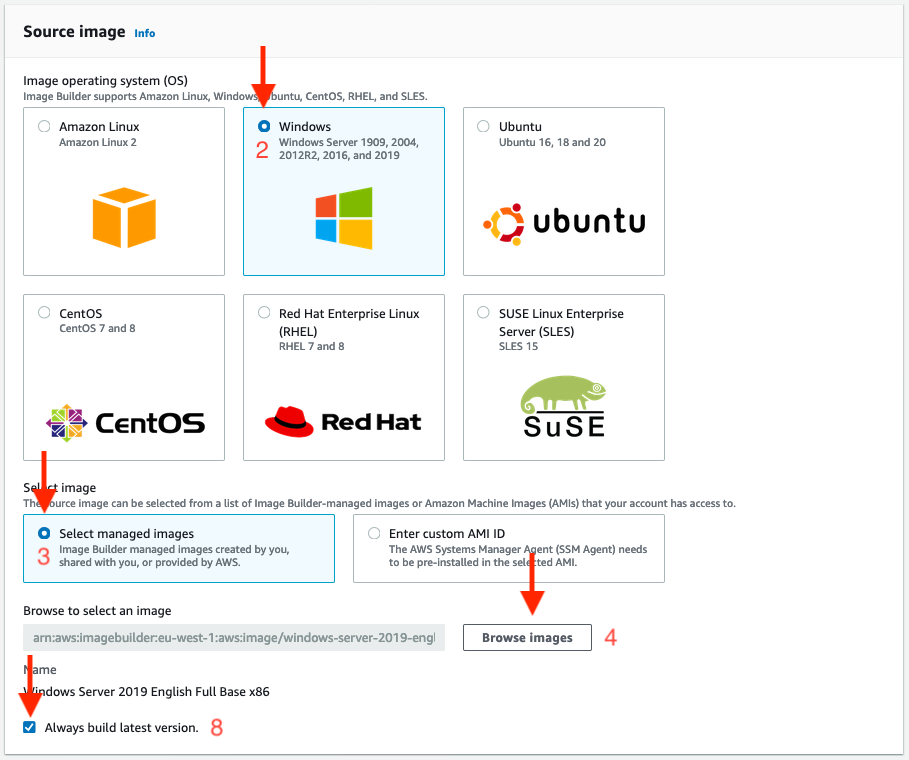 Source image Info
Image operating system (OS)
Image Builder supports Amazon Linux, Windows, Ubuntu, CentOS, RHEL, and SLES.
Amazon Linux
Amazon Linux 2
Windows
2
Windows Server 1909, 2004,
2012R2, 2016, and 2019
Ubuntu
Ubuntu 16, 18 and 20
ubuntu
CentOS
CentOS 7 and 8
CentOS
Red Hat Enterprise Linux
(RHEL)
RHEL 7 and 8
Red Hat
SUSE Linux Enterprise
Server (SLES)
SLES 15
SuSE
Select image
The source image can be selected from a list of Image Builder-managed images or Amazon Machine Images (AMIs) that your account has access to.
Select managed images
3
Image Builder managed images created by you,
shared with you, or provided by AWS.
Enter custom AMI ID
The AWS Systems Manager Agent (SSM Agent) needs
to be pre-installed in the selected AMI.
Browse to select an image
arn:aws:imagebuilder:eu-west-1:aws:image/windows-server-2019-engl
Browse images 4
Name
Windows Server 2019 English Full Base x86
Always build latest version. 8